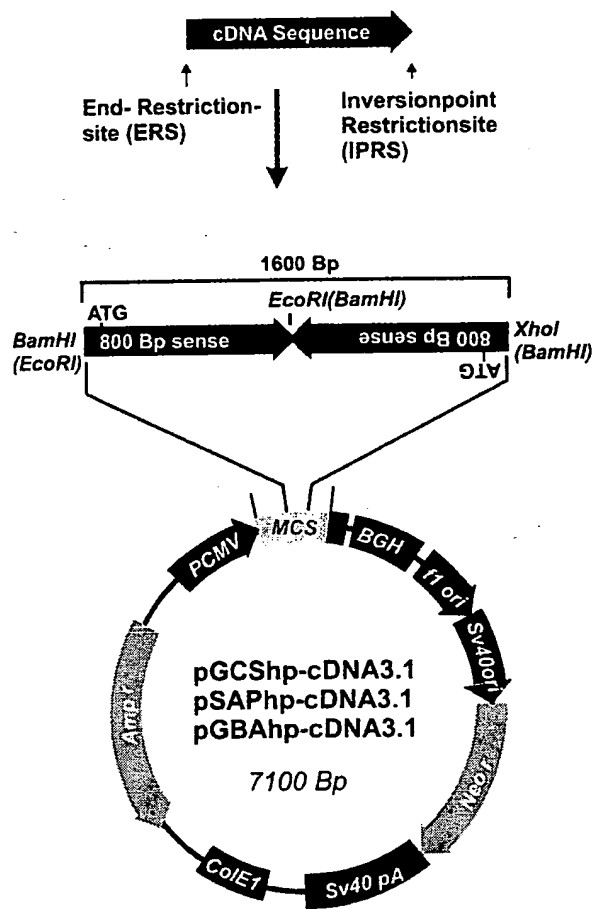 cDNA Sequence
End- Restriction-
site (ERS)
Inversionpoint
Restrictionsite
(IPRS)
1600 Bp
EcoRI(BamHI)
ATG
BamHI
(EcoRI)
800 Bp sense
800 Bp sense
XhoI
(BamHI)
ATG
MCS
PCMV
BGH
f1 ori
Sv40ori
Amp r
pGCShp-cDNA3.1
pSAPhp-cDNA3.1
pGBAhp-cDNA3.1
7100 Bp
Neo r
ColE1
Sv40 pA